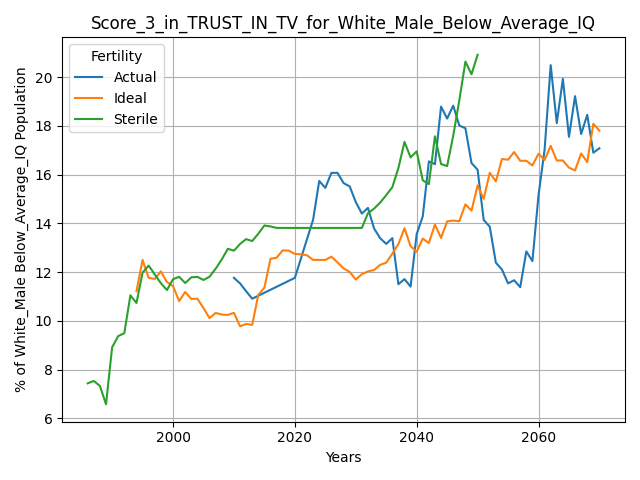 Score_3_in_TRUST_IN_TV_for_White_Male_Below_Average_IQ
Fertility
Actual
Ideal
Sterile
% of White_Male Below_Average_IQ Population
20
18
16
14
12
10
8
6
2000 2020 2040 2060
Years